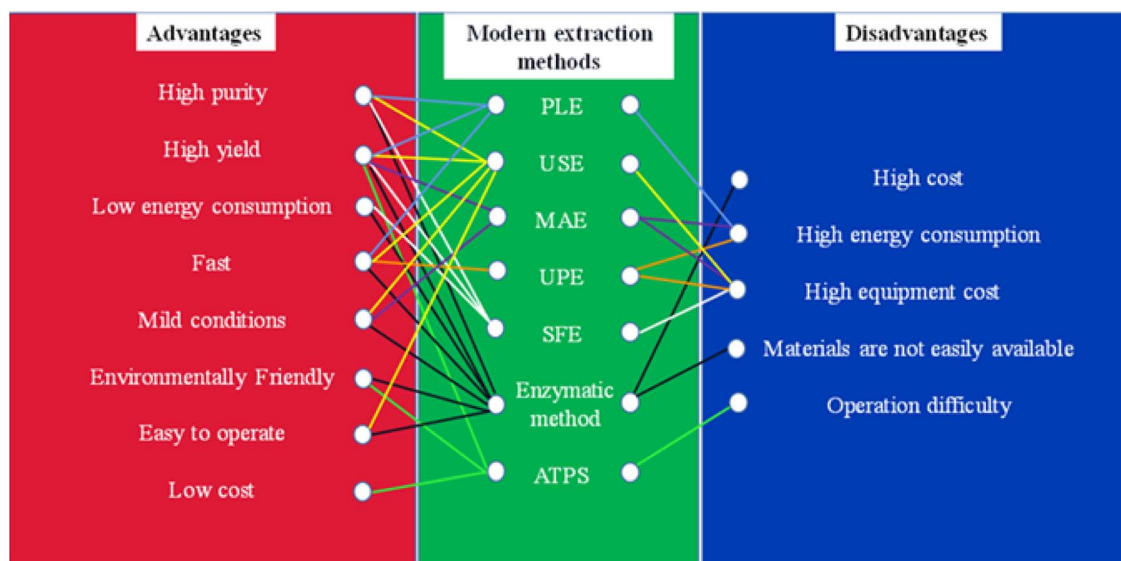 Advantages
High purity
High yield
Low energy consumption
Fast
Mild conditions
Environmentally Friendly
Easy to operate
Low cost
Modern extraction
methods
PLE
USE
MAE
UPE
SFE
Enzymatic
method
ATPS
Disadvantages
High cost
High energy consumption
High equipment cost
Materials are not easily available
Operation difficulty